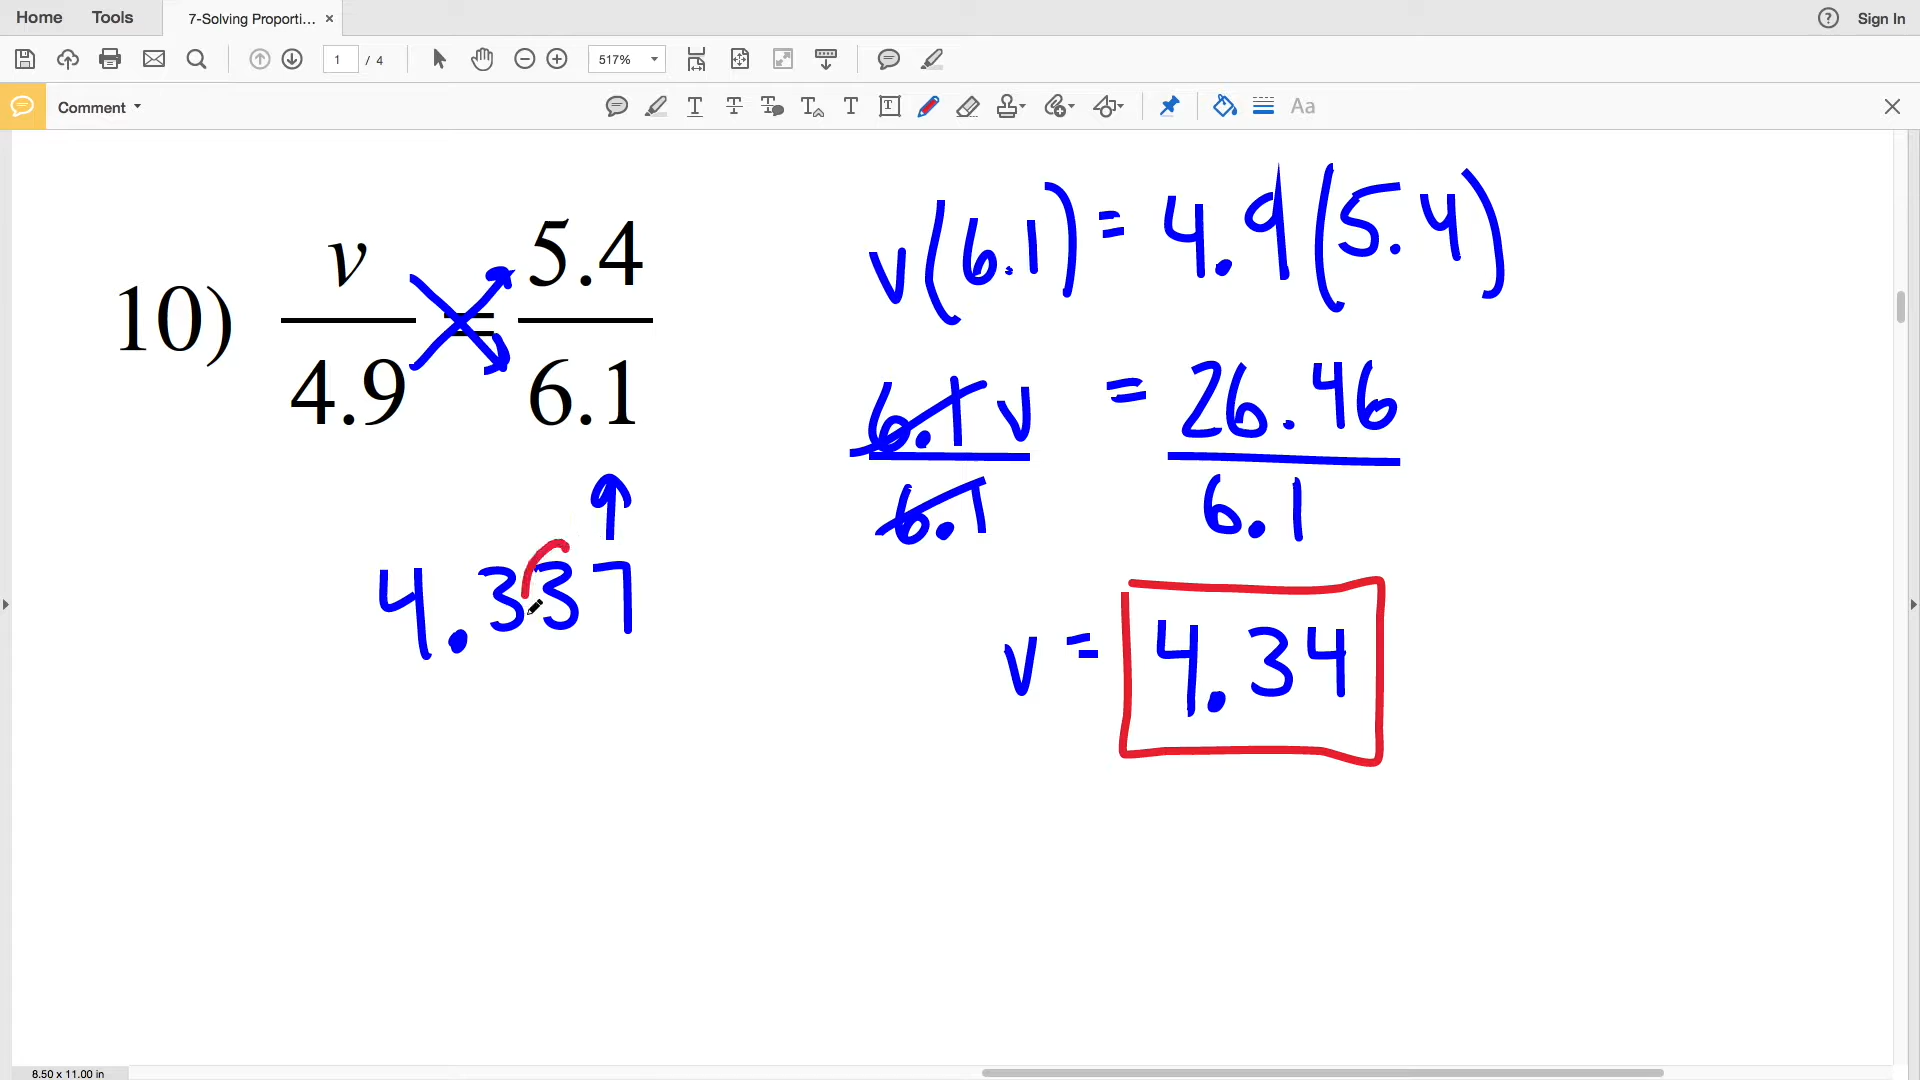 Home Tools 7-Solving Proporti... × ? Sign In
1 / 4 517%
Comment T T T T T T Aa
10) v/4.9 = 5.4/6.1
v(6.1) = 4.9(5.4)
6.1v/6.1 = 26.46/6.1
4.337
v = 4.34
8.50 x 11.00 in